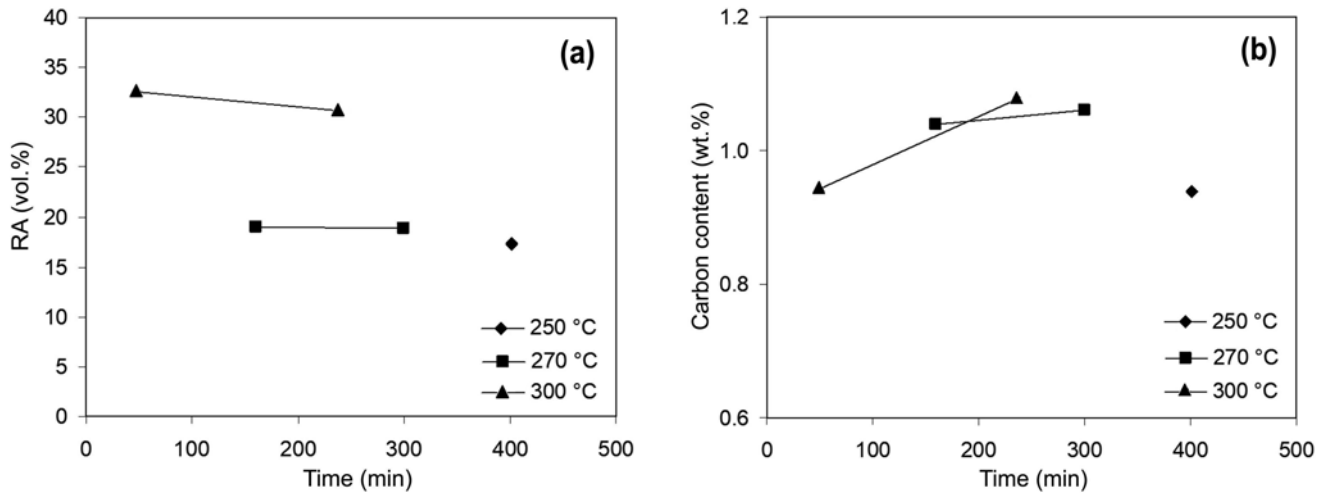 40
35
30
25
20
15
10
5
0
RA (vol.%)
(a)
250 °C
270 °C
300 °C
0 100 200 300 400 500
Time (min)
1.2
1.0
0.8
0.6
Carbon content (wt.%)
(b)
250 °C
270 °C
300 °C
0 100 200 300 400 500
Time (min)